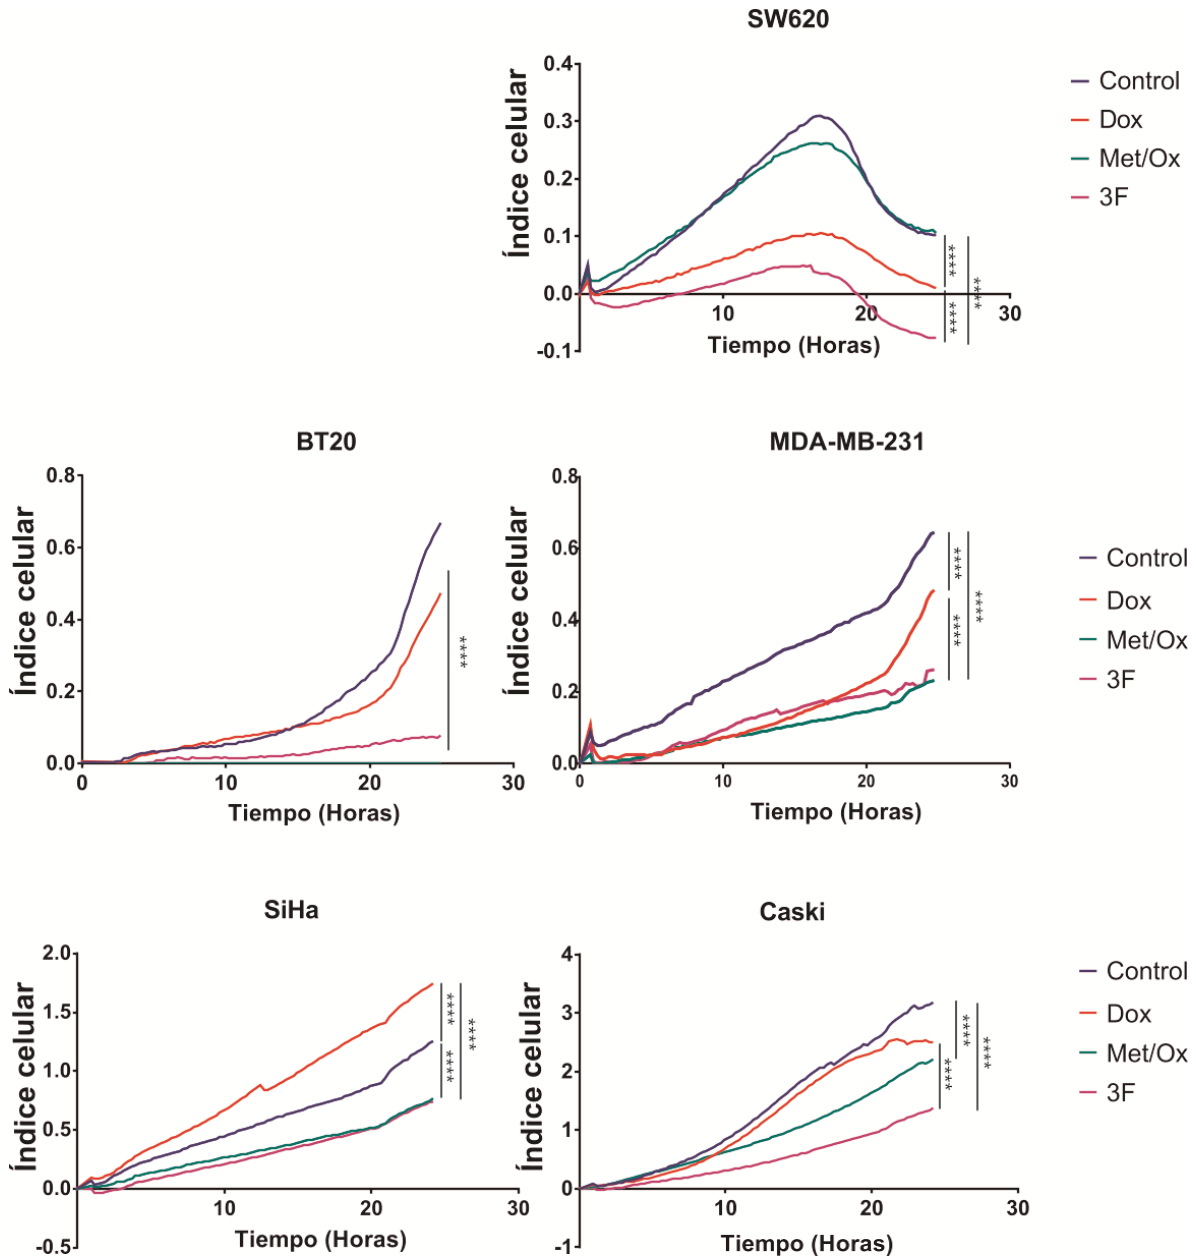 SW620
Índice celular
0.4
0.3
0.2
0.1
0.0
-0.1
10
20
30
Tiempo (Horas)
****
****
****
Control
Dox
Met/Ox
3F
BT20
Índice celular
0.8
0.6
0.4
0.2
0.0
0
10
20
30
Tiempo (Horas)
****
MDA-MB-231
Índice celular
0.8
0.6
0.4
0.2
0.0
0
10
20
30
Tiempo (Horas)
****
****
****
Control
Dox
Met/Ox
3F
SiHa
Índice celular
2.0
1.5
1.0
0.5
0.0
-0.5
10
20
30
Tiempo (Horas)
****
****
****
Caski
Índice celular
4
3
2
1
0
-1
10
20
30
Tiempo (Horas)
****
****
****
Control
Dox
Met/Ox
3F